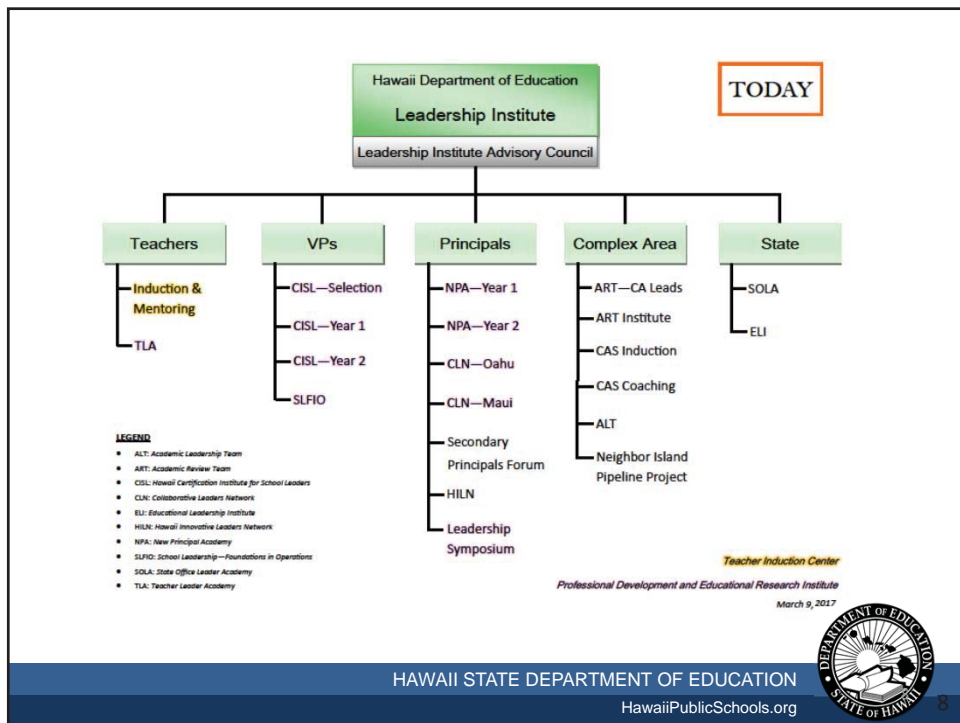 Hawaii Department of Education
Leadership Institute
Leadership Institute Advisory Council
TODAY
Teachers
Induction &
Mentoring
TLA
VPs
CISL—Selection
CISL—Year 1
CISL—Year 2
SLFIO
Principals
NPA—Year 1
NPA—Year 2
CLN—Oahu
CLN—Maui
Secondary
Principals Forum
HILN
Leadership
Symposium
Complex Area
ART—CA Leads
ART Institute
CAS Induction
CAS Coaching
ALT
Neighbor Island
Pipeline Project
State
SOLA
ELI
LEGEND
• ALT: Academic Leadership Team
• ART: Academic Review Team
• CISL: Hawaii Certification Institute for School Leaders
• CLN: Collaborative Leaders Network
• ELI: Educational Leadership Institute
• HILN: Hawaii Innovative Leaders Network
• NPA: New Principal Academy
• SLFIO: School Leadership—Foundations in Operations
• SOLA: State Office Leader Academy
• TLA: Teacher Leader Academy
Teacher Induction Center
Professional Development and Educational Research Institute
March 9, 2017
HAWAII STATE DEPARTMENT OF EDUCATION
HawaiiPublicSchools.org
DEPARTMENT OF EDUCATION
STATE OF HAWAII
8